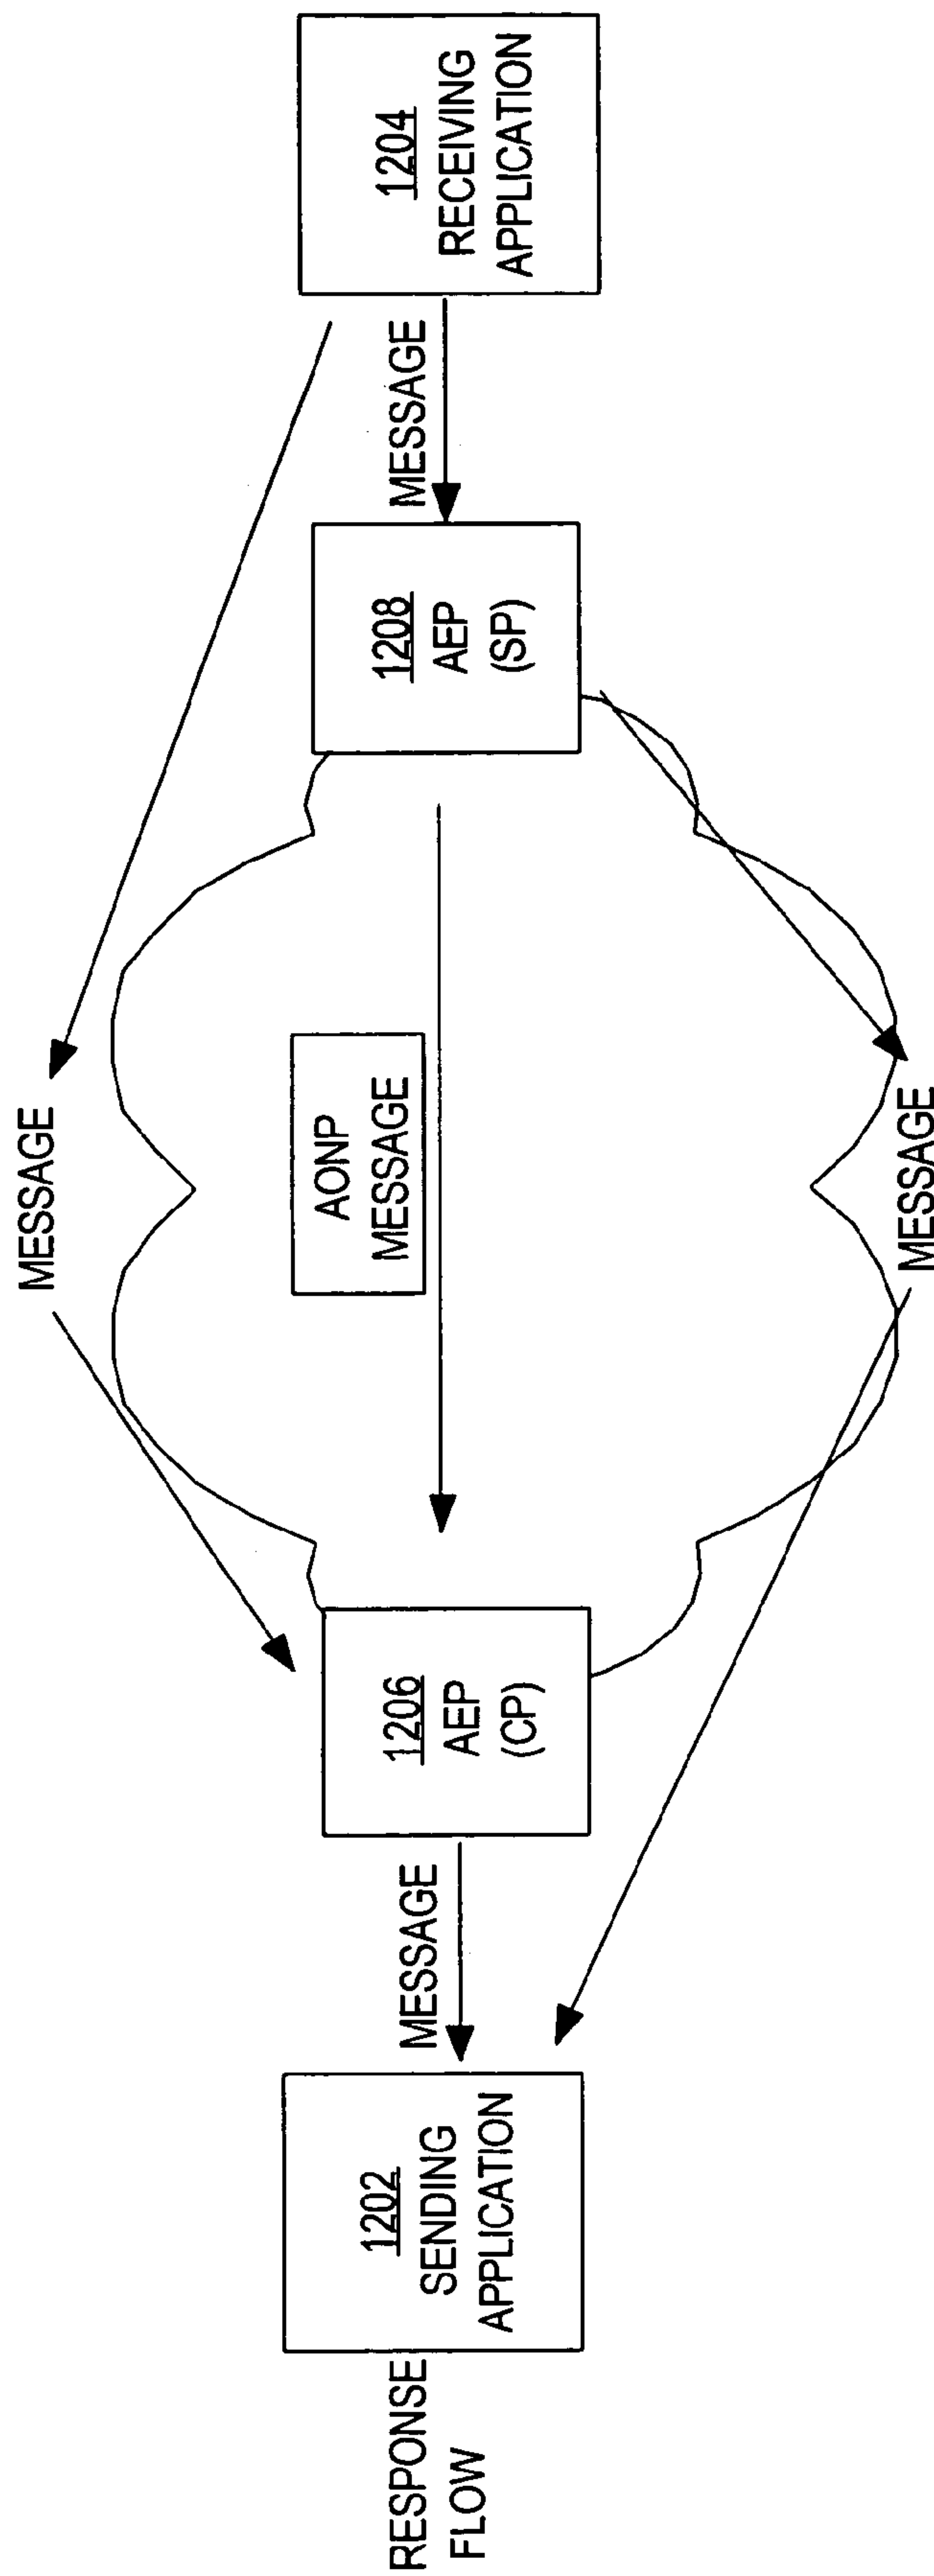 RESPONSE
FLOW
1202
SENDING
APPLICATION
MESSAGE
1206
AEP
(CP)
MESSAGE
AONP
MESSAGE
MESSAGE
1208
AEP
(SP)
MESSAGE
1204
RECEIVING
APPLICATION